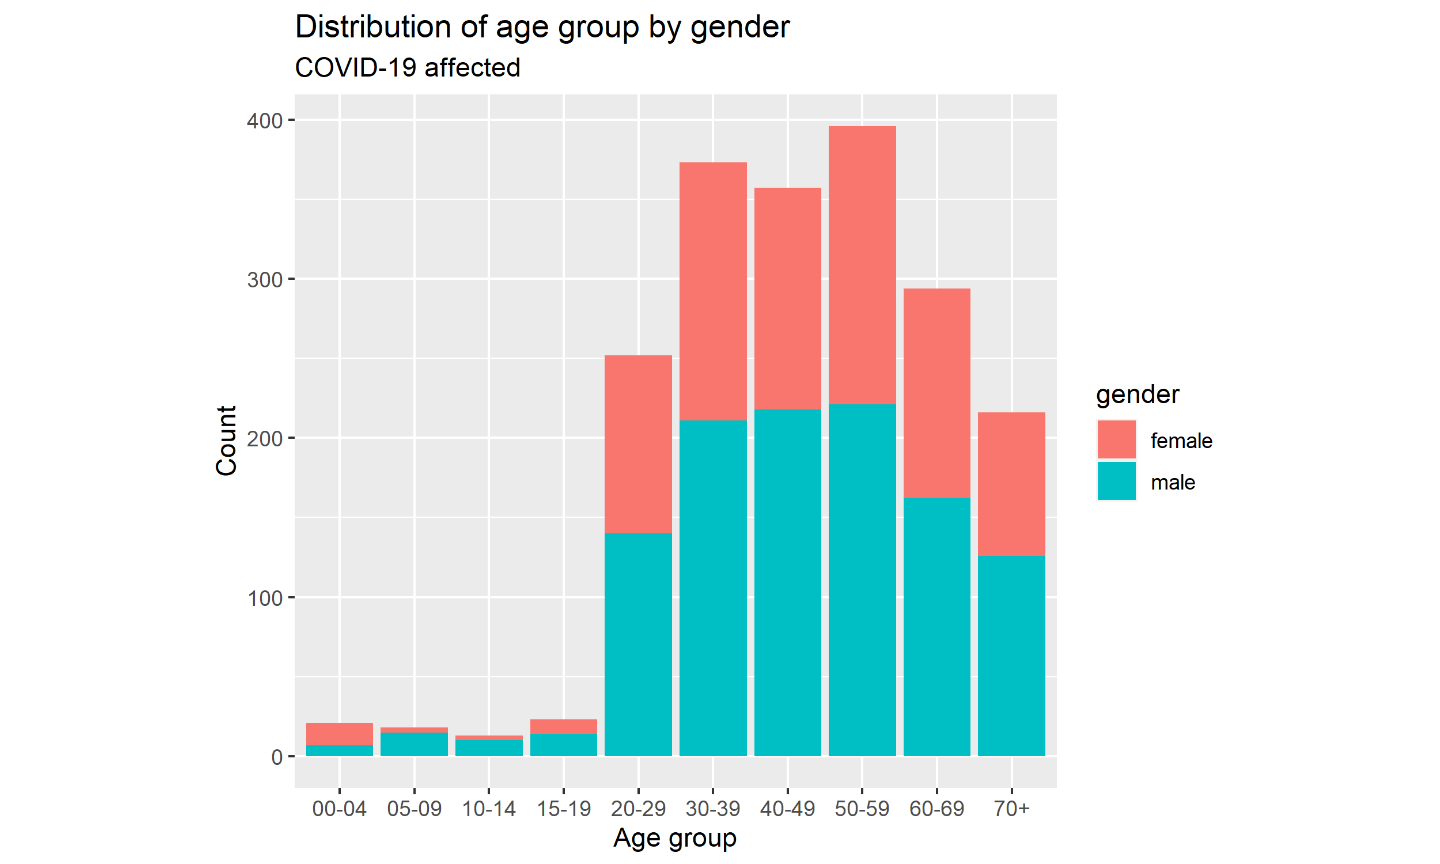 Distribution of age group by gender
COVID-19 affected
400
300
200
100
0
Count
00-04 05-09 10-14 15-19 20-29 30-39 40-49 50-59 60-69 70+
Age group
gender
female
male